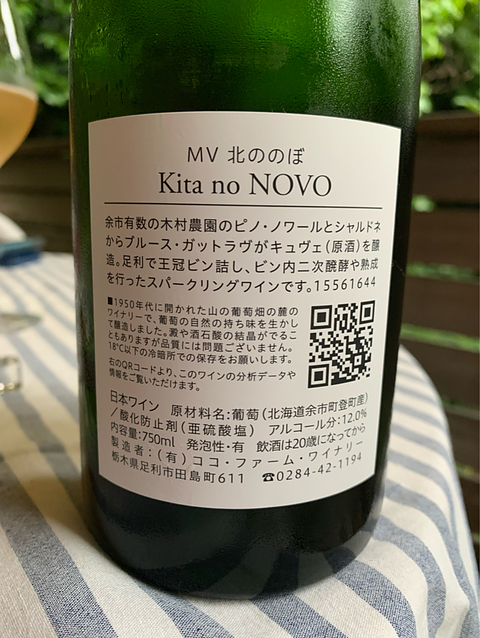 MV 北ののぼ
Kita no NOVO
余市有数の木村農園のピノ・ノワールとシャルドネ
からブルース・ガットラヴがキュヴェ(原酒)を醸
造。足利で王冠ビン詰し、ビン内二次醗酵や熟成
を行ったスパークリングワインです。15561644
■1950年代に開かれた山の葡萄畑の麓の
ワイナリーで、葡萄の自然の持ち味を生かし
て醸造しました。澱や酒石酸の結晶がでるこ
ともありますが品質には問題ございません。
18℃以下の冷暗所での保存をお願いします。
右のQRコードより、このワインの分析データや
情報をご覧いただけます。
日本ワイン 原材料名:葡萄(北海道余市町登町産)
/酸化防止剤(亜硫酸塩) アルコール分:12.0%
内容量:750ml 発泡性・有 飲酒は20歳になってから
製造者:(有)ココ・ファーム・ワイナリー
栃木県足利市田島町611 ☎0284-42-1194